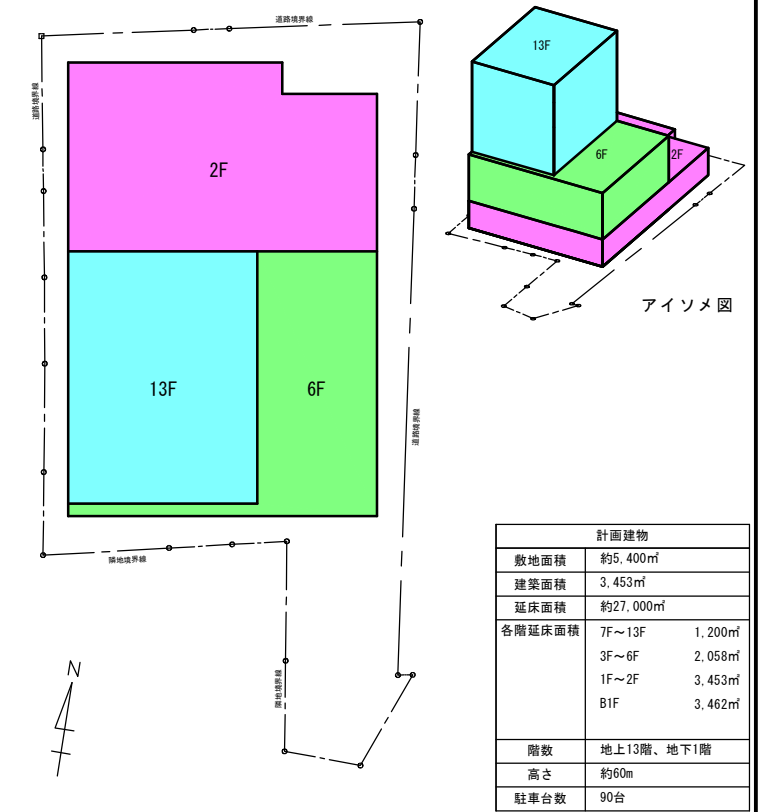 道路境界線
道路境界線
2F
13F
6F
道路境界線
隣地境界線
隣地境界線
N
13F
6F
2F
アイソメ図
計画建物
敷地面積 約5,400㎡
建築面積 3,453㎡
延床面積 約27,000㎡
各階延床面積 7F～13F 1,200㎡
3F～6F 2,058㎡
1F～2F 3,453㎡
B1F 3,462㎡
階数 地上13階、地下1階
高さ 約60m
駐車台数 90台